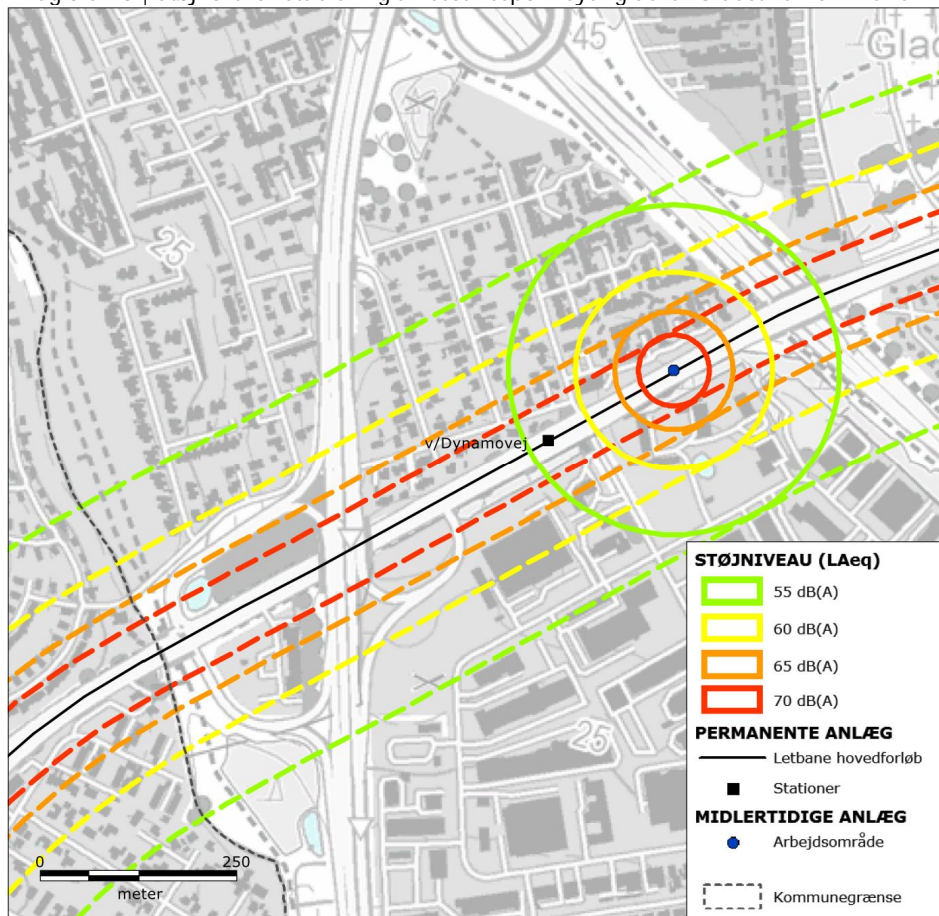 45
Glad
25
v/Dynamovej
25
0 250
meter
STØJNIVEAU (LAeq)
55 dB(A)
60 dB(A)
65 dB(A)
70 dB(A)
PERMANENTE ANLÆG
Letbane hovedforløb
Stationer
MIDLERTIDIGE ANLÆG
Arbejdsområde
Kommunegrænse